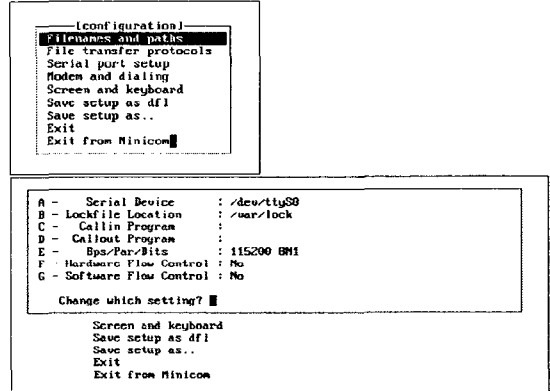 [configuration]
Filenames and paths
File transfer protocols
Serial port setup
Modem and dialing
Screen and keyboard
Save setup as dfl
Save setup as..
Exit
Exit from Minicom
A - Serial Device : /dev/ttyS0
B - Lockfile Location : /var/lock
C - Callin Program :
D - Callout Program :
E - Bps/Par/Bits : 115200 8N1
F - Hardware Flow Control : No
G - Software Flow Control : No
Change which setting?
Screen and keyboard
Save setup as dfl
Save setup as..
Exit
Exit from Minicom